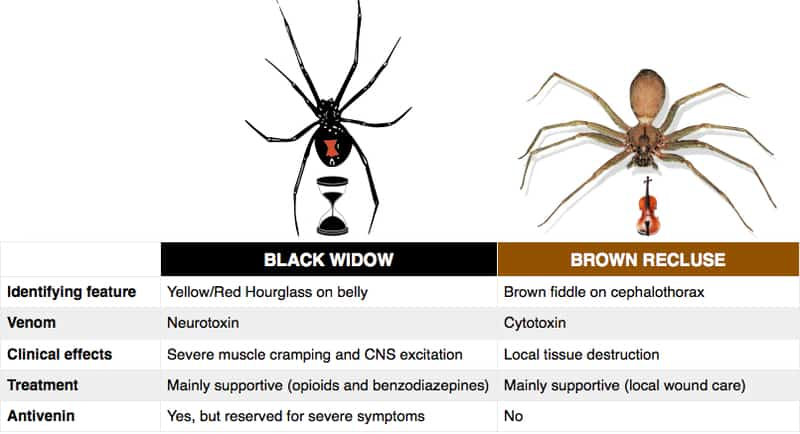 BLACK WIDOW BROWN RECLUSE
Identifying feature Yellow/Red Hourglass on belly Brown fiddle on cephalothorax
Venom Neurotoxin Cytotoxin
Clinical effects Severe muscle cramping and CNS excitation Local tissue destruction
Treatment Mainly supportive (opioids and benzodiazepines) Mainly supportive (local wound care)
Antivenin Yes, but reserved for severe symptoms No